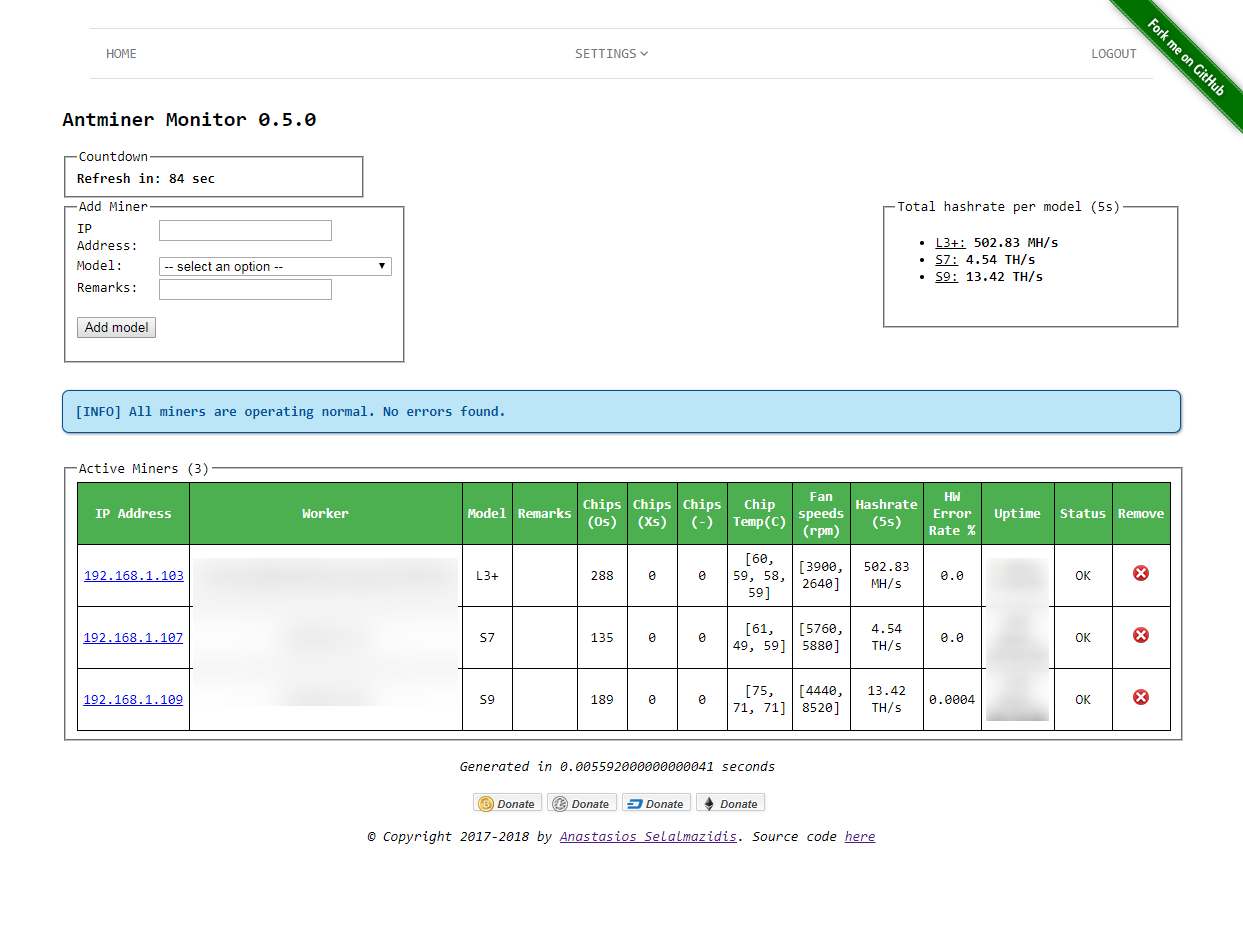 HOME SETTINGS LOGOUT
Fork me on GitHub
Antminer Monitor 0.5.0
Countdown
Refresh in: 84 sec
Add Miner
IP
Address:
Model: -- select an option --
Remarks:
Add model
Total hashrate per model (5s)
L3+: 502.83 MH/s
S7: 4.54 TH/s
S9: 13.42 TH/s
[INFO] All miners are operating normal. No errors found.
Active Miners (3)
IP Address Worker Model Remarks Chips (Os) Chips (Xs) Chips (-) Chip Temp(C) Fan speeds (rpm) Hashrate (5s) HW Error Rate % Uptime Status Remove
192.168.1.103 L3+ 288 0 0 [60, 59, 58, 59] [3900, 2640] 502.83 MH/s 0.0 OK
192.168.1.107 S7 135 0 0 [61, 49, 59] [5760, 5880] 4.54 TH/s 0.0 OK
192.168.1.109 S9 189 0 0 [75, 71, 71] [4440, 8520] 13.42 TH/s 0.0004 OK
Generated in 0.005592000000000041 seconds
Donate Donate Donate Donate
© Copyright 2017-2018 by Anastasios Selalmazidis. Source code here